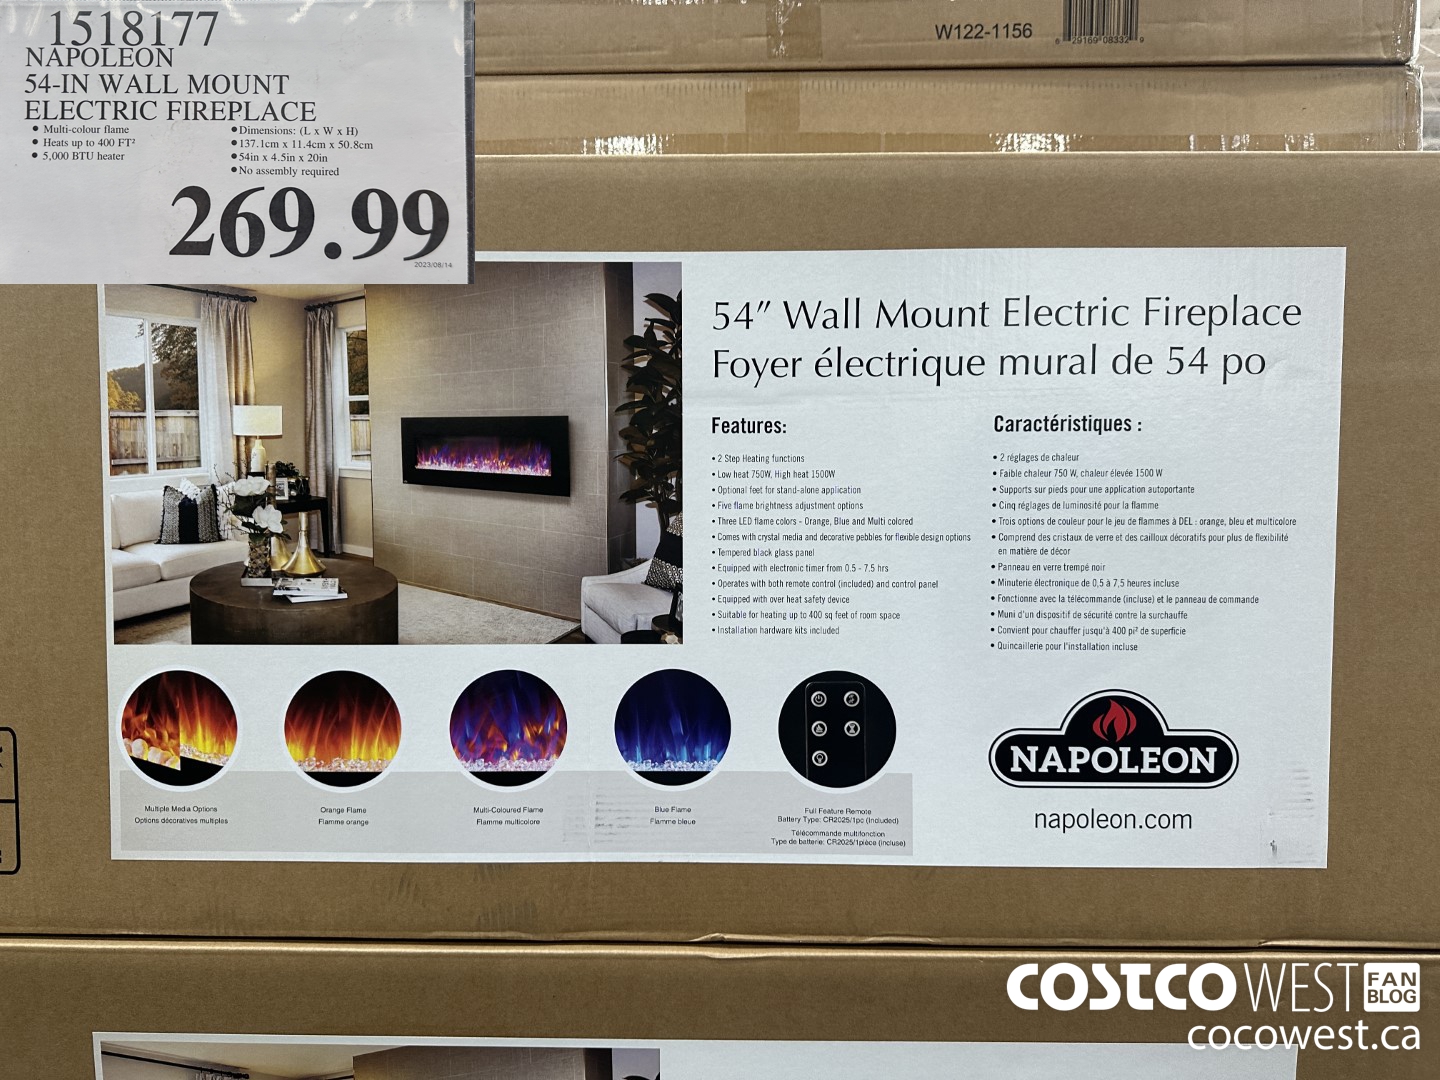 1518177
NAPOLEON
54-IN WALL MOUNT
ELECTRIC FIREPLACE
• Multi-colour flame
• Heats up to 400 FT²
• 5,000 BTU heater
• Dimensions: (L x W x H)
• 137.1cm x 11.4cm x 50.8cm
• 54in x 4.5in x 20in
• No assembly required
269.99
2023/08/14
W122-1156
6 29169 08332 9
54" Wall Mount Electric Fireplace
Foyer électrique mural de 54 po
Features:
• 2 Step Heating functions
• Low heat 750W, High heat 1500W
• Optional feet for stand-alone application
• Five flame brightness adjustment options
• Three LED flame colors - Orange, Blue and Multi colored
• Comes with crystal media and decorative pebbles for flexible design options
• Tempered black glass panel
• Equipped with electronic timer from 0.5 - 7.5 hrs
• Operates with both remote control (included) and control panel
• Equipped with over heat safety device
• Suitable for heating up to 400 sq feet of room space
• Installation hardware kits included
Caractéristiques :
• 2 réglages de chaleur
• Faible chaleur 750 W, chaleur élevée 1500 W
• Supports sur pieds pour une application autoportante
• Cinq réglages de luminosité pour la flamme
• Trois options de couleur pour le jeu de flammes à DEL : orange, bleu et multicolore
• Comprend des cristaux de verre et des cailloux décoratifs pour plus de flexibilité
en matière de décor
• Panneau en verre trempé noir
• Minuterie électronique de 0,5 à 7,5 heures incluse
• Fonctionne avec la télécommande (incluse) et le panneau de commande
• Muni d'un dispositif de sécurité contre la surchauffe
• Convient pour chauffer jusqu'à 400 pi² de superficie
• Quincaillerie pour l'installation incluse
Multiple Media Options
Options décoratives multiples
Orange Flame
Flamme orange
Multi-Coloured Flame
Flamme multicolore
Blue Flame
Flamme bleue
Full Feature Remote
Battery Type: CR2025/1pc (Included)
Télécommande multifonction
Type de batterie: CR2025/1pièce (incluse)
NAPOLEON
napoleon.com
COSTCO WEST FAN BLOG
cocowest.ca